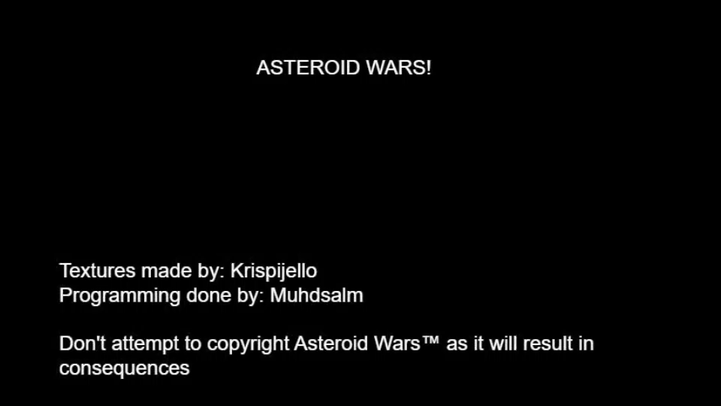 ASTEROID WARS!
Textures made by: Krispijello
Programming done by: Muhdsalm
Don't attempt to copyright Asteroid Wars™ as it will result in
consequences